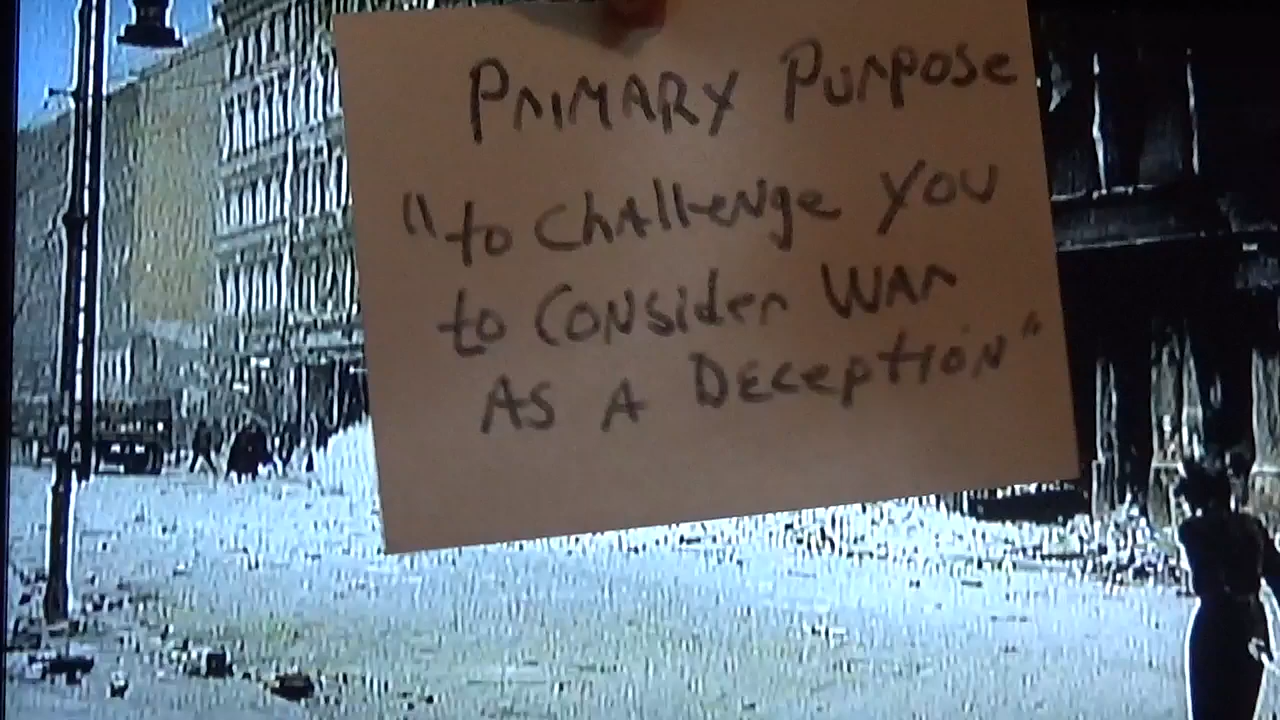 PRIMARY PURPOSE
"to CHAllenge YOU
to CONSider WAR
AS A DECEPTION"